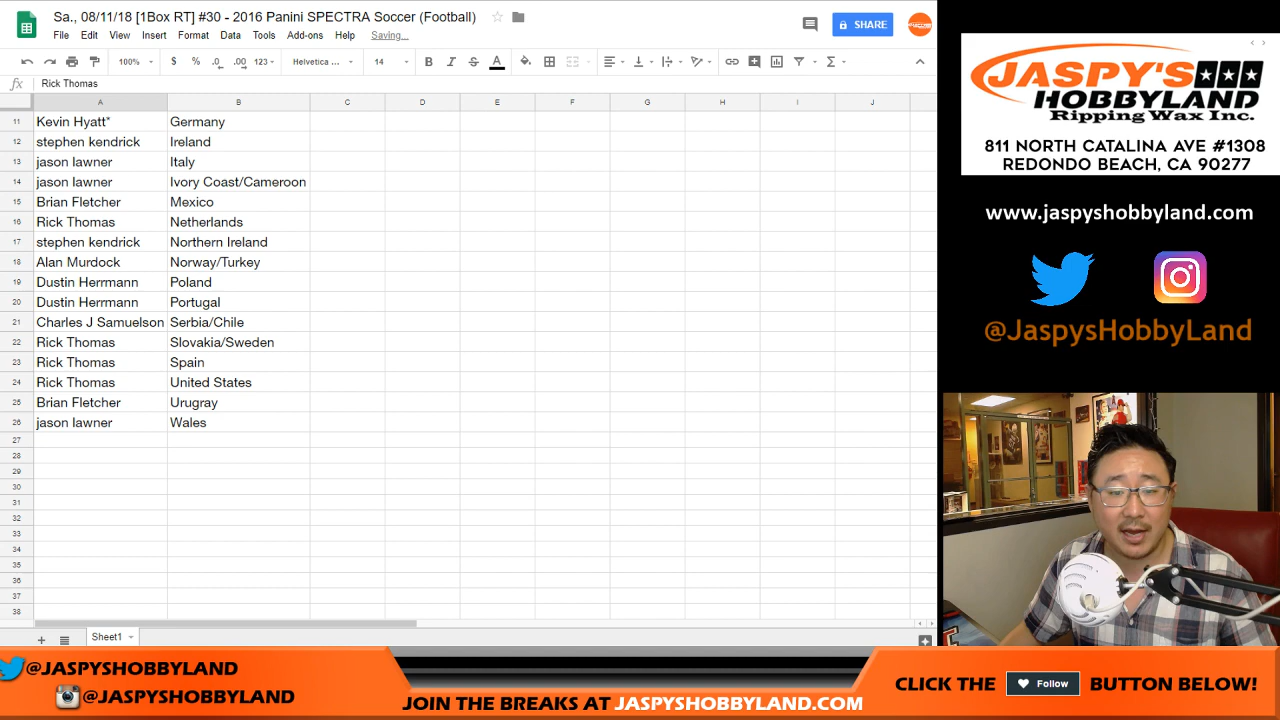 Sa., 08/11/18 [1Box RT] #30 - 2016 Panini SPECTRA Soccer (Football)
File Edit View Insert Format Data Tools Add-ons Help Saving...
SHARE
100% $ % .0 .00 123 Helvetica ... 14 B I S A
fx Rick Thomas
A B C D E F G H I J
11 Kevin Hyatt* Germany
12 stephen kendrick Ireland
13 jason lawner Italy
14 jason lawner Ivory Coast/Cameroon
15 Brian Fletcher Mexico
16 Rick Thomas Netherlands
17 stephen kendrick Northern Ireland
18 Alan Murdock Norway/Turkey
19 Dustin Herrmann Poland
20 Dustin Herrmann Portugal
21 Charles J Samuelson Serbia/Chile
22 Rick Thomas Slovakia/Sweden
23 Rick Thomas Spain
24 Rick Thomas United States
25 Brian Fletcher Urugray
26 jason lawner Wales
27
28
29
30
31
32
33
34
35
36
37
38
Sheet1
JASPY'S
HOBBYLAND
Ripping Wax Inc.
811 NORTH CATALINA AVE #1308
REDONDO BEACH, CA 90277
www.jaspyshobbyland.com
@JaspysHobbyLand
@JASPYSHOBBYLAND
@JASPYSHOBBYLAND
JOIN THE BREAKS AT JASPYSHOBBYLAND.COM
CLICK THE Follow BUTTON BELOW!